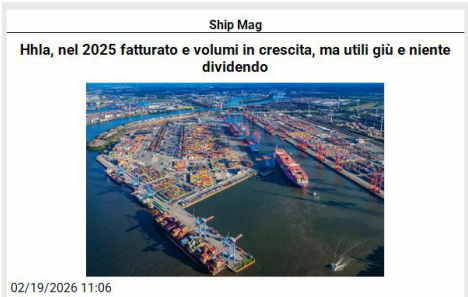 Ship Mag
Hhla, nel 2025 fatturato e volumi in crescita, ma utili giù e niente
dividendo
02/19/2026 11:06